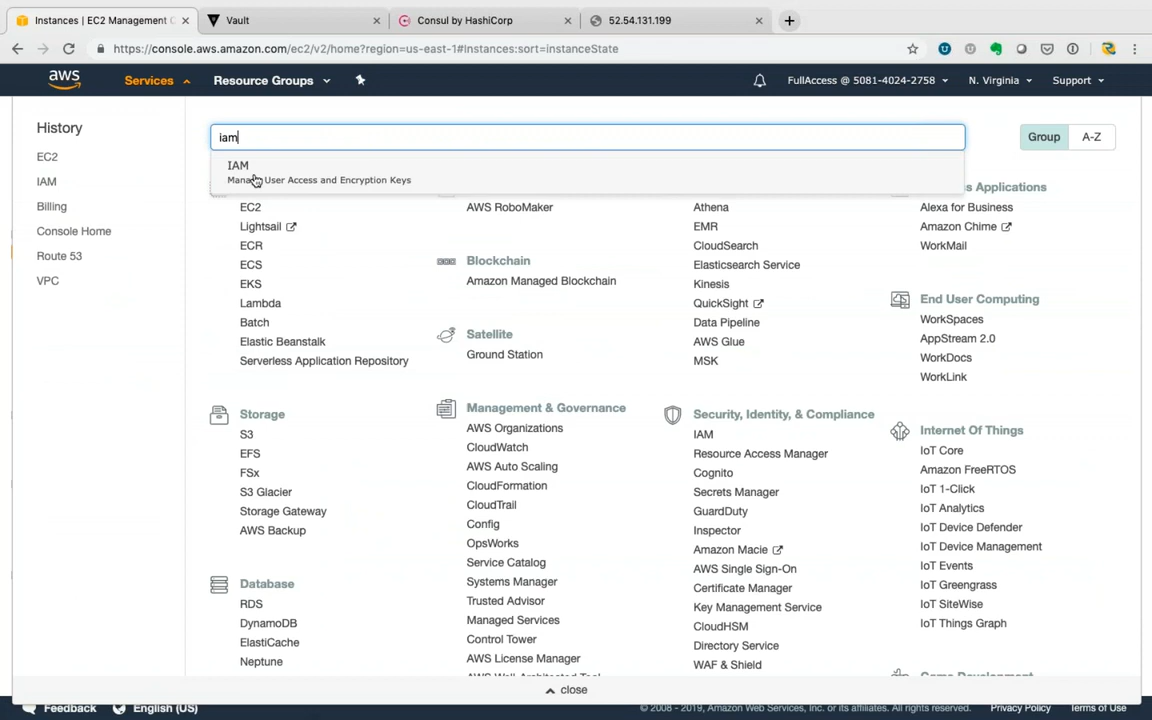 Instances | EC2 Management C
Vault
Consul by HashiCorp
52.54.131.199
https://console.aws.amazon.com/ec2/v2/home?region=us-east-1#Instances:sort=instanceState
aws
Services
Resource Groups
FullAccess @ 5081-4024-2758
N. Virginia
Support
History
EC2
IAM
Billing
Console Home
Route 53
VPC
iam
Group
A-Z
IAM
Manage User Access and Encryption Keys
EC2
Lightsail
ECR
ECS
EKS
Lambda
Batch
Elastic Beanstalk
Serverless Application Repository
Storage
S3
EFS
FSx
S3 Glacier
Storage Gateway
AWS Backup
Database
RDS
DynamoDB
ElastiCache
Neptune
AWS RoboMaker
Blockchain
Amazon Managed Blockchain
Satellite
Ground Station
Management & Governance
AWS Organizations
CloudWatch
AWS Auto Scaling
CloudFormation
CloudTrail
Config
OpsWorks
Service Catalog
Systems Manager
Trusted Advisor
Managed Services
Control Tower
AWS License Manager
AWS Well-Architected Tool
Athena
EMR
CloudSearch
Elasticsearch Service
Kinesis
QuickSight
Data Pipeline
AWS Glue
MSK
Security, Identity, & Compliance
IAM
Resource Access Manager
Cognito
Secrets Manager
GuardDuty
Inspector
Amazon Macie
AWS Single Sign-On
Certificate Manager
Key Management Service
CloudHSM
Directory Service
WAF & Shield
Applications
Alexa for Business
Amazon Chime
WorkMail
End User Computing
WorkSpaces
AppStream 2.0
WorkDocs
WorkLink
Internet Of Things
IoT Core
Amazon FreeRTOS
IoT 1-Click
IoT Analytics
IoT Device Defender
IoT Device Management
IoT Events
IoT Greengrass
IoT SiteWise
IoT Things Graph
Game Development
close
Feedback
English (US)
© 2008 - 2019, Amazon Web Services, Inc. or its affiliates. All rights reserved.
Privacy Policy
Terms of Use